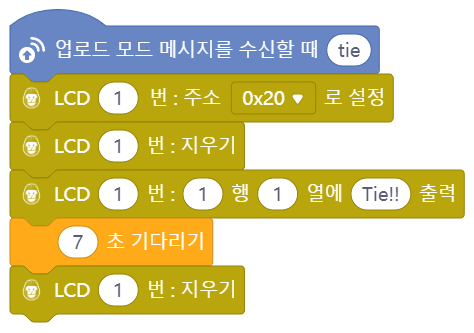 업로드 모드 메시지를 수신할 때 tie
LCD 1 번 : 주소 0x20 로 설정
LCD 1 번 : 지우기
LCD 1 번 : 1 행 1 열에 Tie!! 출력
7 초 기다리기
LCD 1 번 : 지우기